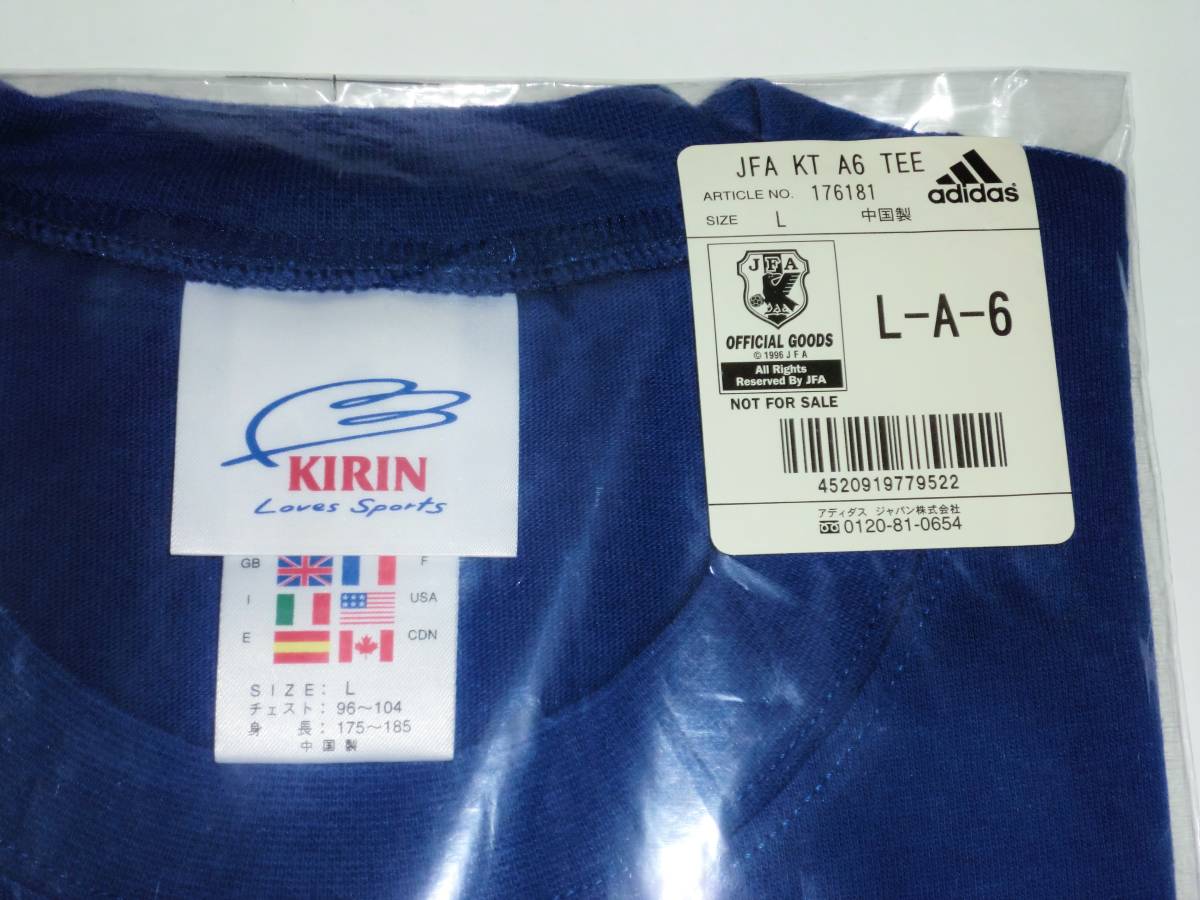 JFA KT A6 TEE
adidas
ARTICLE NO. 176181
SIZE L 中国製
JFA
OFFICIAL GOODS
© 1996 J F A
All Rights
Reserved By JFA
NOT FOR SALE
L-A-6
4520919779522
アディダス ジャパン株式会社
0120-81-0654
KIRIN
Loves Sports
GB F
I USA
E CDN
SIZE: L
チェスト: 96～104
身 長: 175～185
中国製